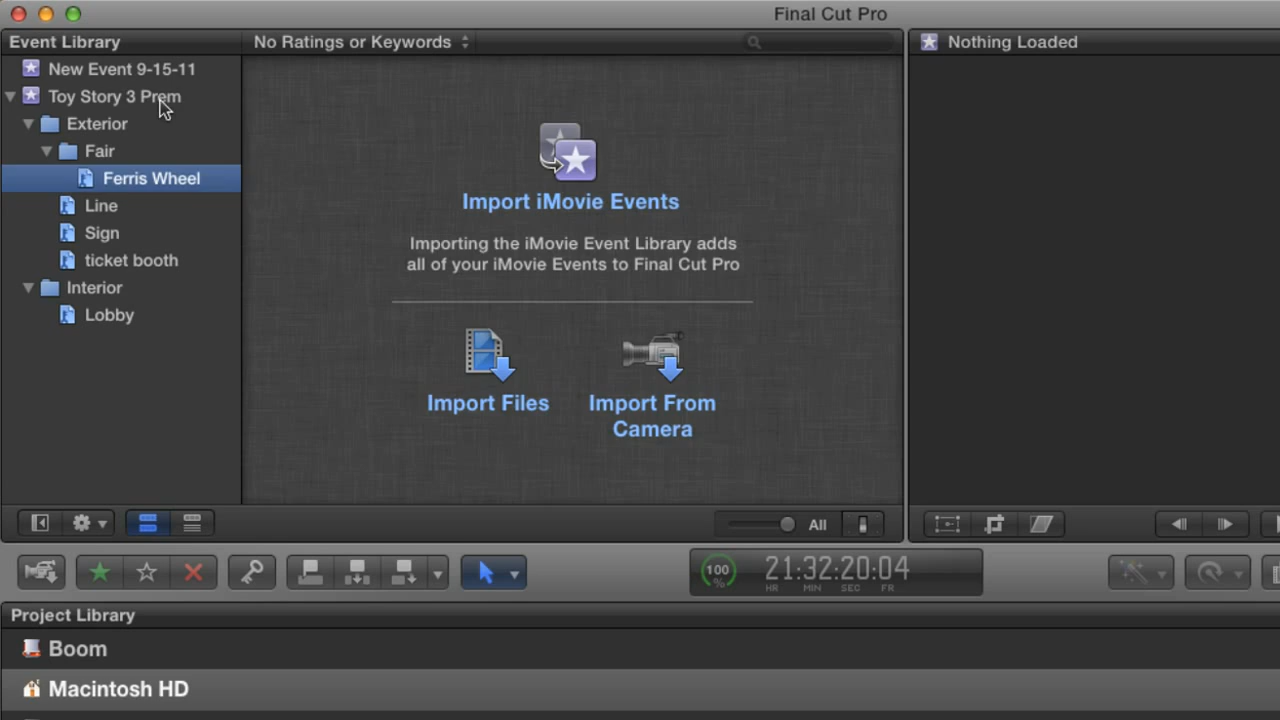 Final Cut Pro
Event Library
No Ratings or Keywords
Nothing Loaded
New Event 9-15-11
Toy Story 3 Prem
Exterior
Fair
Ferris Wheel
Line
Sign
ticket booth
Interior
Lobby
Import iMovie Events
Importing the iMovie Event Library adds
all of your iMovie Events to Final Cut Pro
Import Files
Import From
Camera
All
100
%
21:32:20:04
HR MIN SEC FR
Project Library
Boom
Macintosh HD